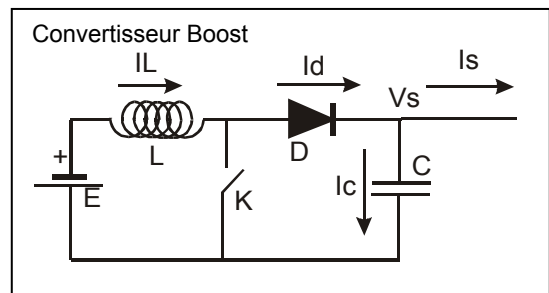 Convertisseur Boost
IL Id Is
Vs
+ L D
E K Ic C